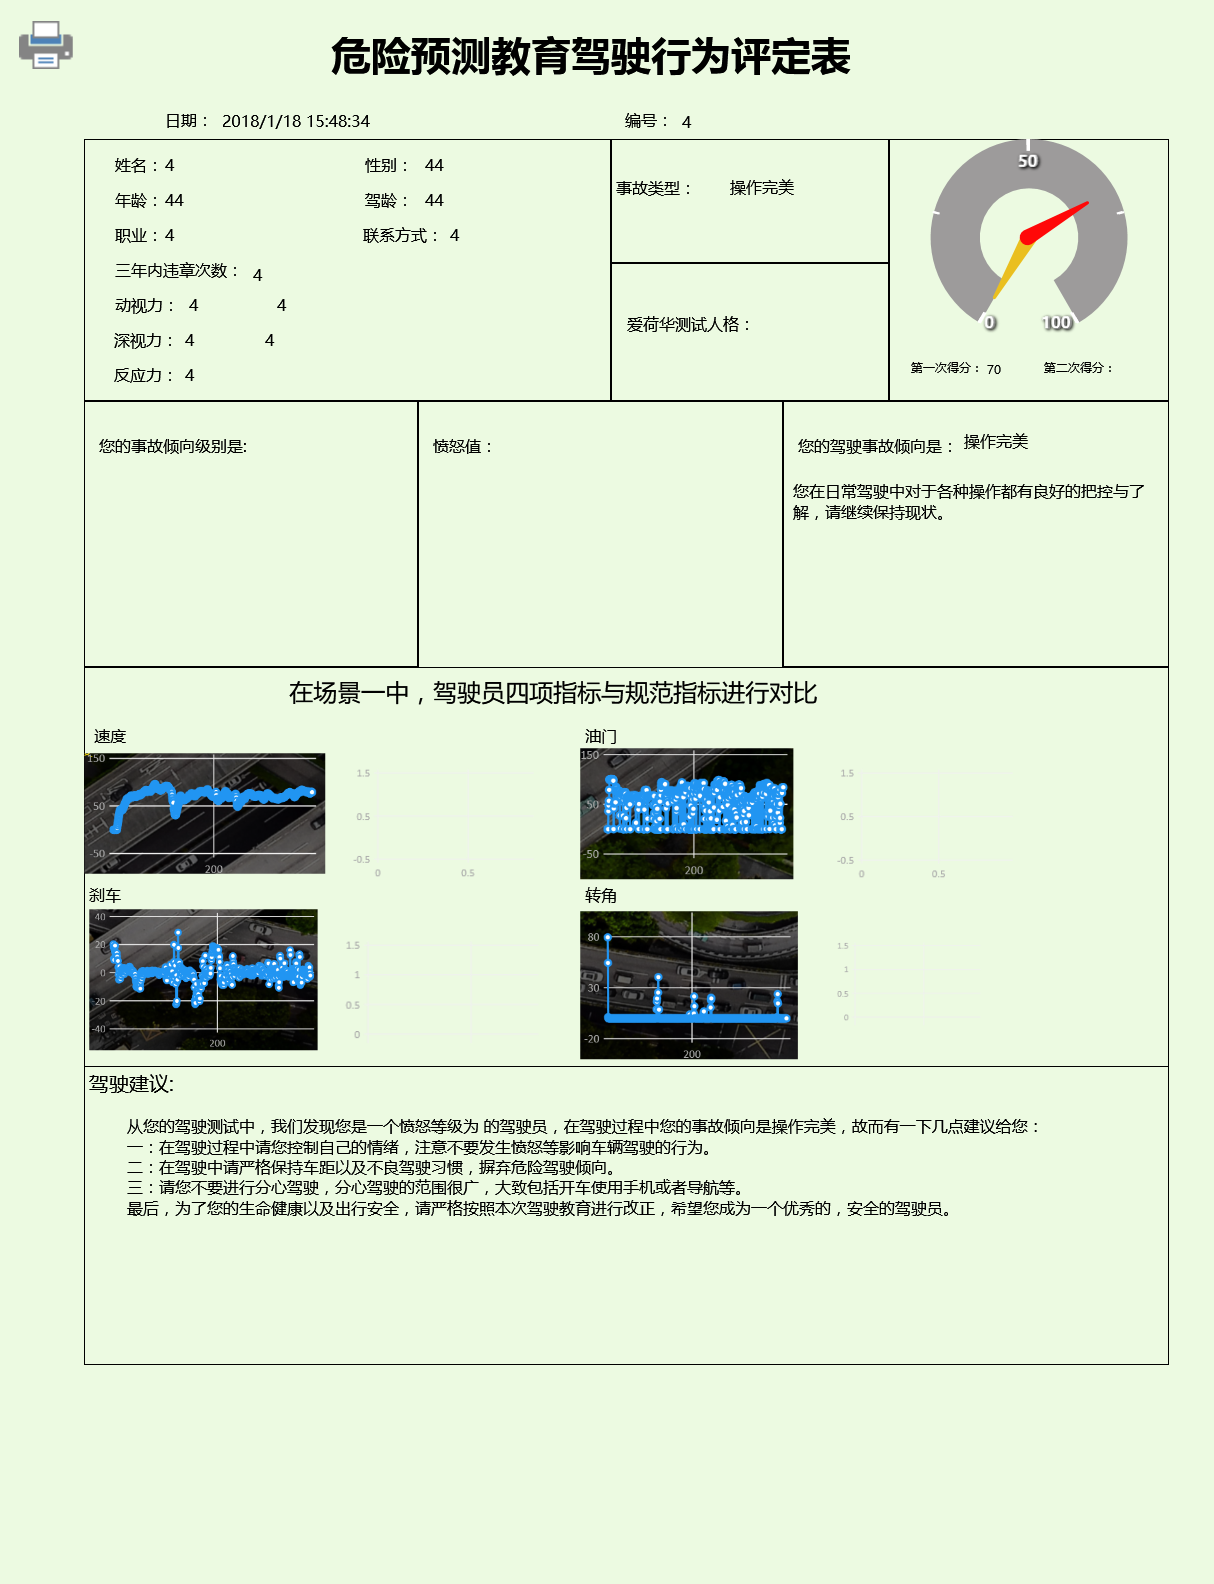 危险预测教育驾驶行为评定表
日期： 2018/1/18 15:48:34 编号： 4
姓名：4 性别： 44
年龄：44 驾龄： 44
职业：4 联系方式： 4
三年内违章次数： 4
动视力： 4 4
深视力： 4 4
反应力： 4
事故类型： 操作完美
爱荷华测试人格：
50
0 100
第一次得分： 70 第二次得分：
您的事故倾向级别是:
愤怒值：
您的驾驶事故倾向是： 操作完美
您在日常驾驶中对于各种操作都有良好的把控与了
解，请继续保持现状。
在场景一中，驾驶员四项指标与规范指标进行对比
速度
150
50
-50
200
1.5
0.5
-0.5
0 0.5
油门
150
50
-50
200
1.5
0.5
-0.5
0 0.5
刹车
40
20
0
-20
-40
200
1.5
1
0.5
0
转角
80
30
-20
200
1.5
1
0.5
0
驾驶建议:
从您的驾驶测试中，我们发现您是一个愤怒等级为 的驾驶员，在驾驶过程中您的事故倾向是操作完美，故而有一下几点建议给您：
一：在驾驶过程中请您控制自己的情绪，注意不要发生愤怒等影响车辆驾驶的行为。
二：在驾驶中请严格保持车距以及不良驾驶习惯，摒弃危险驾驶倾向。
三：请您不要进行分心驾驶，分心驾驶的范围很广，大致包括开车使用手机或者导航等。
最后，为了您的生命健康以及出行安全，请严格按照本次驾驶教育进行改正，希望您成为一个优秀的，安全的驾驶员。